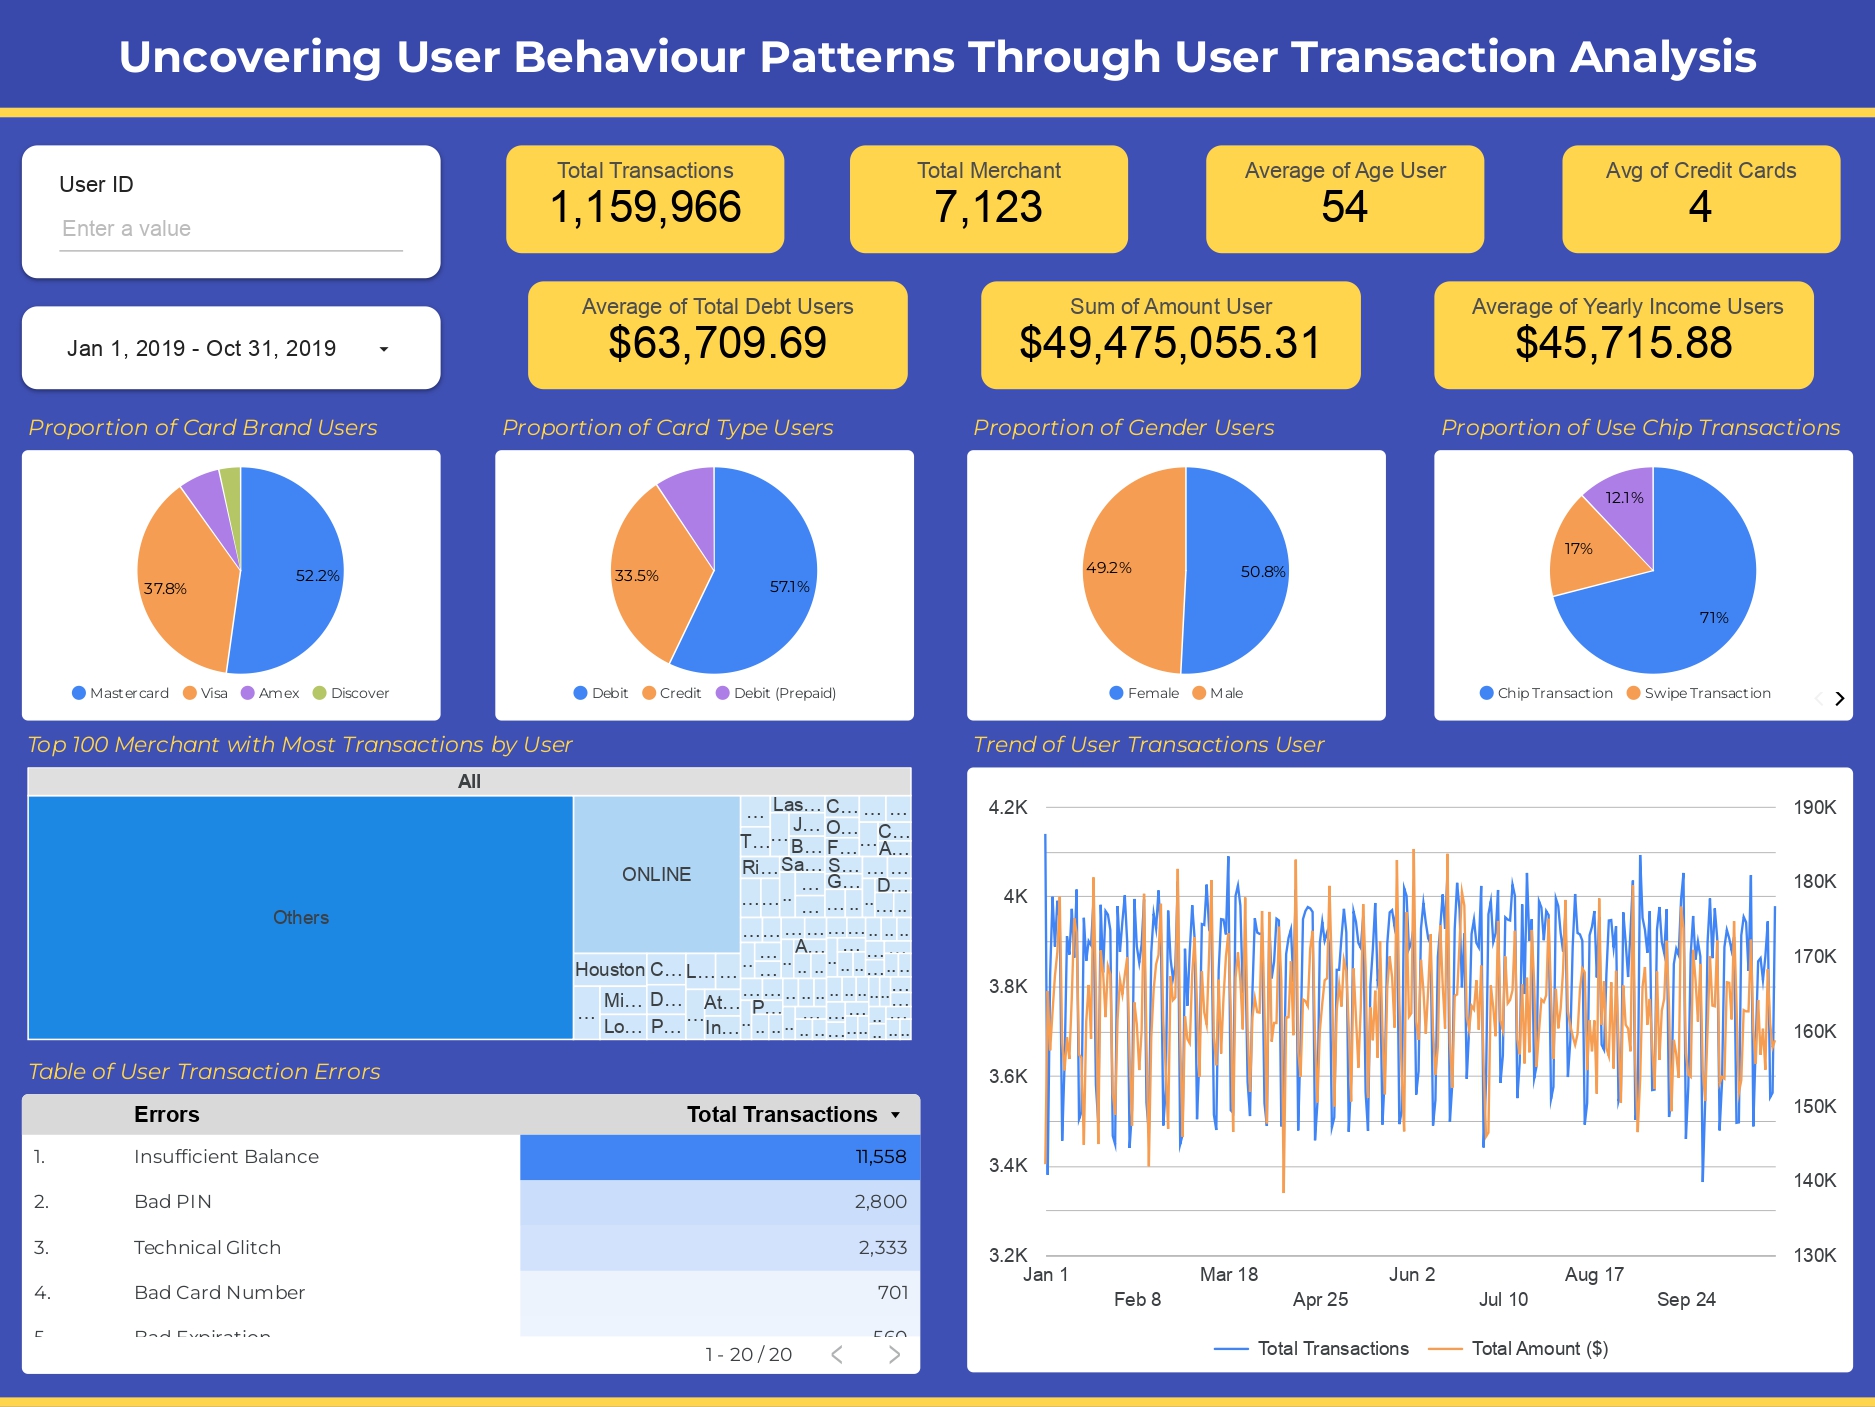 Uncovering User Behaviour Patterns Through User Transaction Analysis
User ID
Enter a value
Total Transactions
1,159,966
Total Merchant
7,123
Average of Age User
54
Avg of Credit Cards
4
Jan 1, 2019 - Oct 31, 2019
Average of Total Debt Users
$63,709.69
Sum of Amount User
$49,475,055.31
Average of Yearly Income Users
$45,715.88
Proportion of Card Brand Users
37.8%
52.2%
Mastercard Visa Amex Discover
Proportion of Card Type Users
33.5%
57.1%
Debit Credit Debit (Prepaid)
Proportion of Gender Users
49.2%
50.8%
Female Male
Proportion of Use Chip Transactions
12.1%
17%
71%
Chip Transaction Swipe Transaction
Top 100 Merchant with Most Transactions by User
All
Others
ONLINE
Houston
C...
L...
Mi...
D...
At...
Lo...
P...
In...
Las...
C...
J...
O...
C...
T...
B...
F...
A...
Ri...
Sa...
S...
G...
D...
A...
P...
Table of User Transaction Errors
Errors Total Transactions
1. Insufficient Balance 11,558
2. Bad PIN 2,800
3. Technical Glitch 2,333
4. Bad Card Number 701
5. Bad Expiration 560
1 - 20 / 20
Trend of User Transactions User
4.2K
4K
3.8K
3.6K
3.4K
3.2K
190K
180K
170K
160K
150K
140K
130K
Jan 1
Feb 8
Mar 18
Apr 25
Jun 2
Jul 10
Aug 17
Sep 24
Total Transactions Total Amount ($)